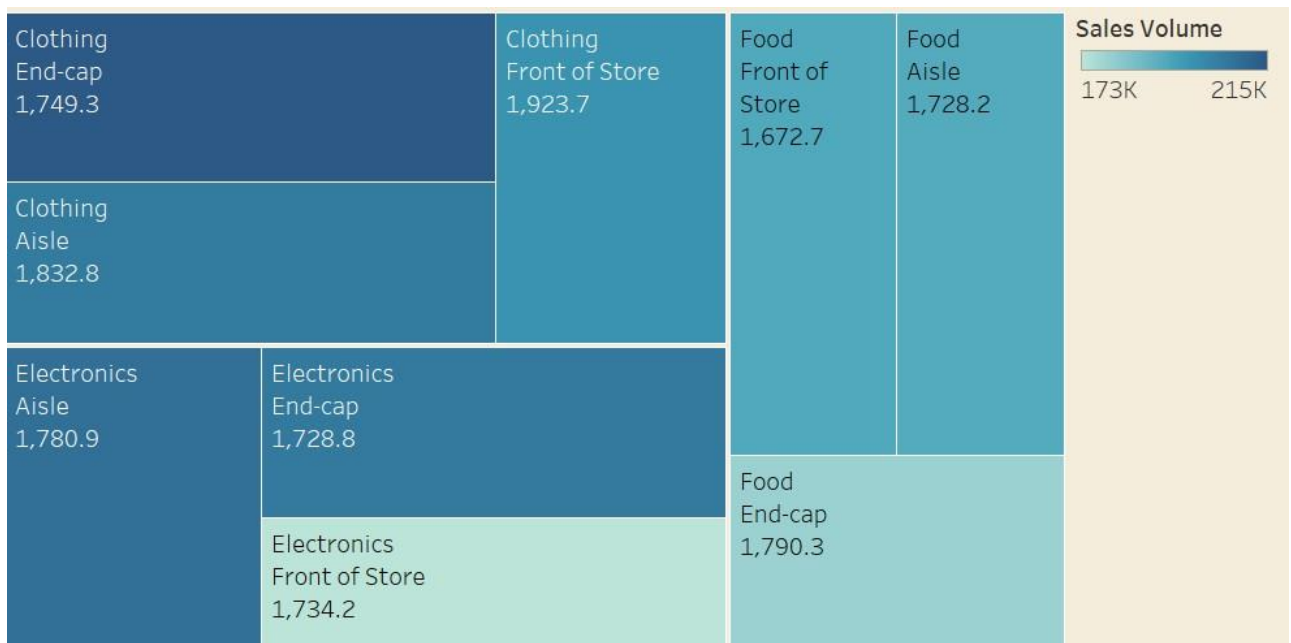 Clothing
End-cap
1,749.3
Clothing
Aisle
1,832.8
Clothing
Front of Store
1,923.7
Electronics
Aisle
1,780.9
Electronics
End-cap
1,728.8
Electronics
Front of Store
1,734.2
Food
Front of
Store
1,672.7
Food
Aisle
1,728.2
Food
End-cap
1,790.3
Sales Volume
173K 215K